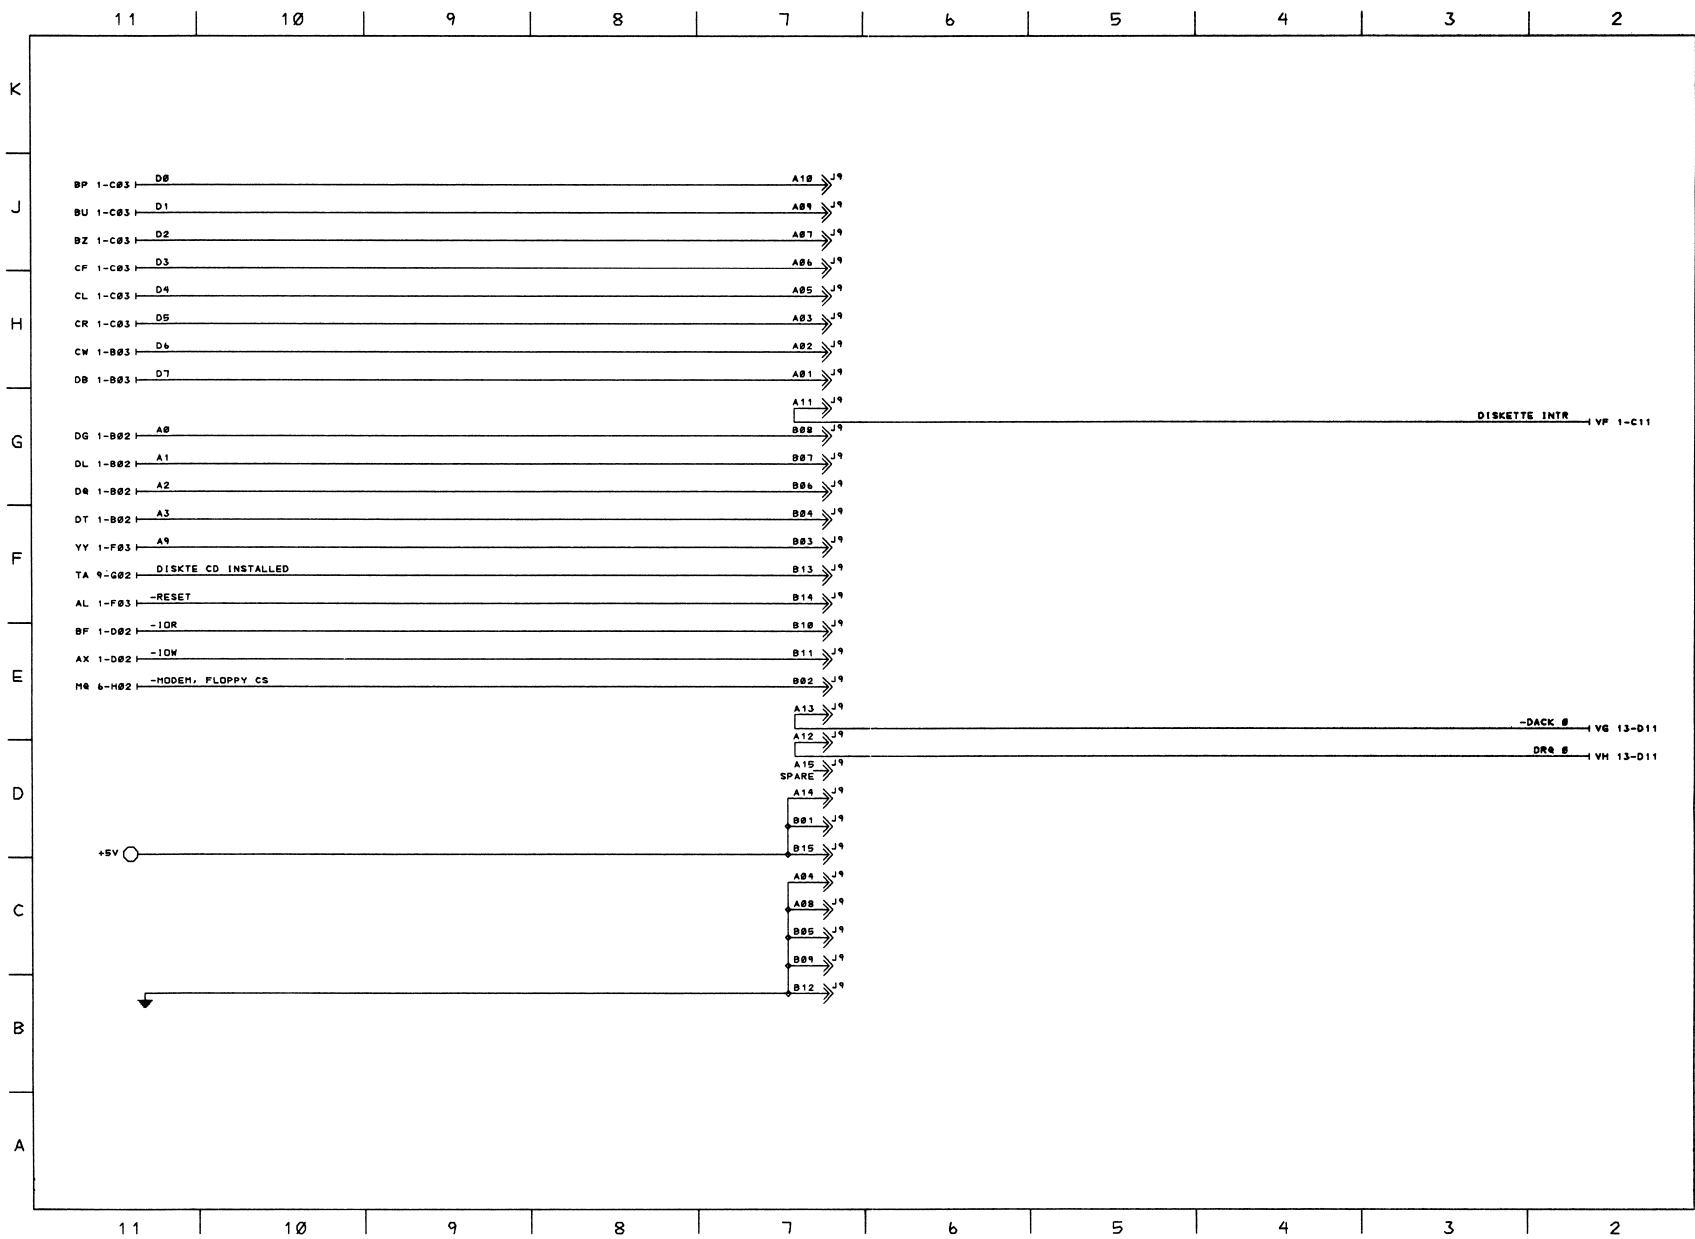 11 10 9 8 7 6 5 4 3 2
K
BP 1-C03 D0 A10 J9
J
BU 1-C03 D1 A09 J9
BZ 1-C03 D2 A07 J9
CF 1-C03 D3 A06 J9
CL 1-C03 D4 A05 J9
H
CR 1-C03 D5 A03 J9
CW 1-B03 D6 A02 J9
DB 1-B03 D7 A01 J9
A11 J9
DISKETTE INTR VF 1-C11
G
DG 1-B02 A0 B08 J9
DL 1-B02 A1 B07 J9
DQ 1-B02 A2 B06 J9
DT 1-B02 A3 B04 J9
YY 1-F03 A9 B03 J9
F
TA 9-G02 DISKTE CD INSTALLED B13 J9
AL 1-F03 -RESET B14 J9
BF 1-D02 -IOR B10 J9
AX 1-D02 -IOW B11 J9
E
MQ 6-H02 -MODEM, FLOPPY CS B02 J9
A13 J9
-DACK 0 VG 13-D11
A12 J9
DRQ 0 VH 13-D11
A15 J9
SPARE
D
A14 J9
B01 J9
+5V B15 J9
A04 J9
C
A08 J9
B05 J9
B09 J9
B12 J9
B
A
11 10 9 8 7 6 5 4 3 2